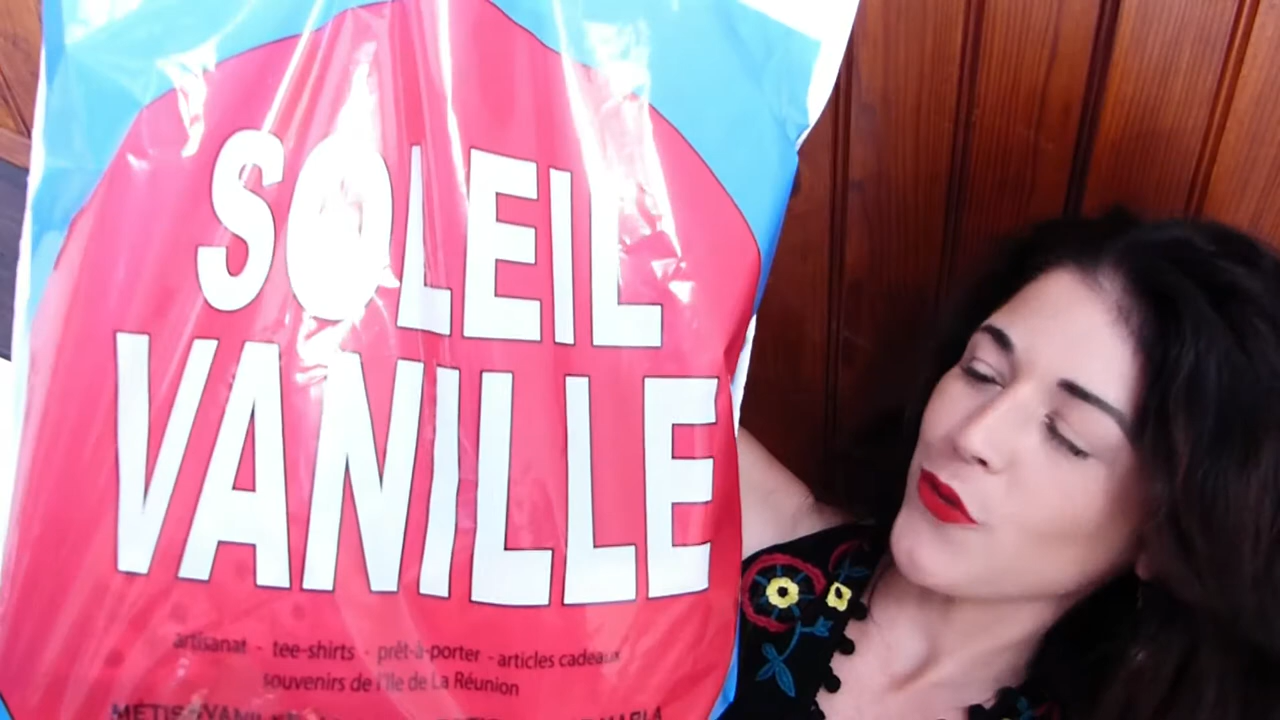 SOLEIL
VANILLE
artisanat - tee-shirts - prêt-à-porter - articles cadeaux
souvenirs de l'île de La Réunion